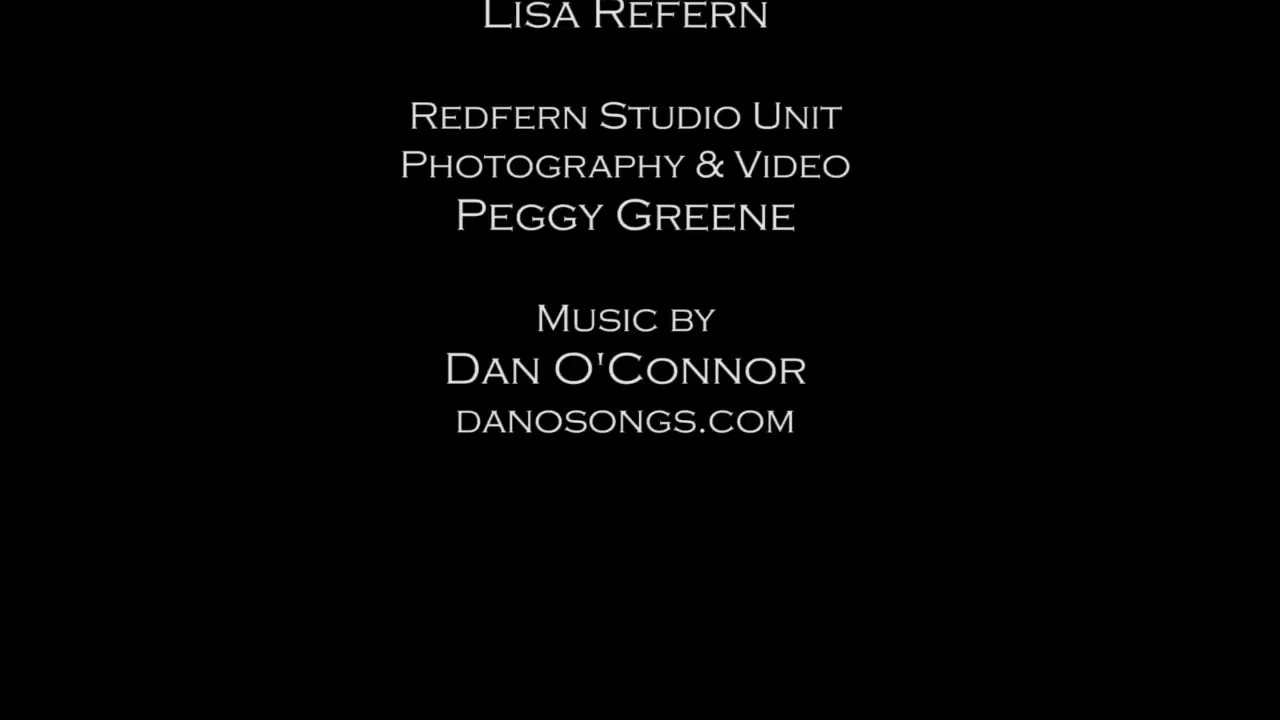 Lisa Refern
Redfern Studio Unit
Photography & Video
Peggy Greene
Music by
Dan O'Connor
danosongs.com